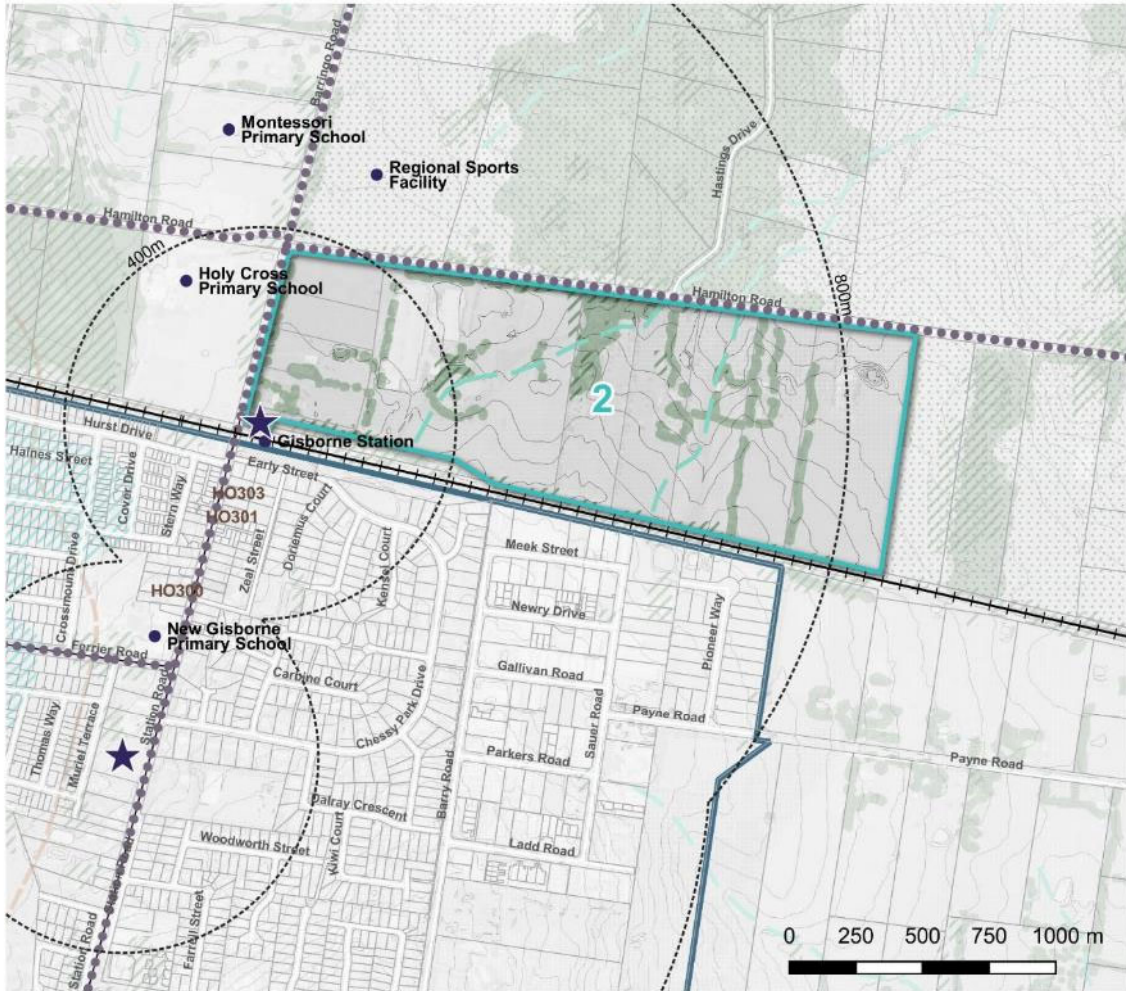 Barringo Road
Montessori
Primary School
Regional Sports
Facility
Hastings Drive
Hamilton Road
400m
Holy Cross
Primary School
Hamilton Road
800m
2
Gisborne Station
Hurst Drive
Haines Street
Early Street
Cover Drive
Stern Way
HO303
HO301
Zeal Street
Doriemus Court
Kensei Court
Meek Street
Crossmount Drive
HO300
Newry Drive
Pioneer Way
New Gisborne
Primary School
Ferrier Road
Station Road
Carbine Court
Gallivan Road
Chessy Park Drive
Sauer Road
Payne Road
Thomas Way
Muriel Terrace
Parkers Road
Payne Road
Barry Road
Dalray Crescent
Kiwi Court
Woodworth Street
Ladd Road
Station Road
Station Road
Farrell Street
0 250 500 750 1000 m